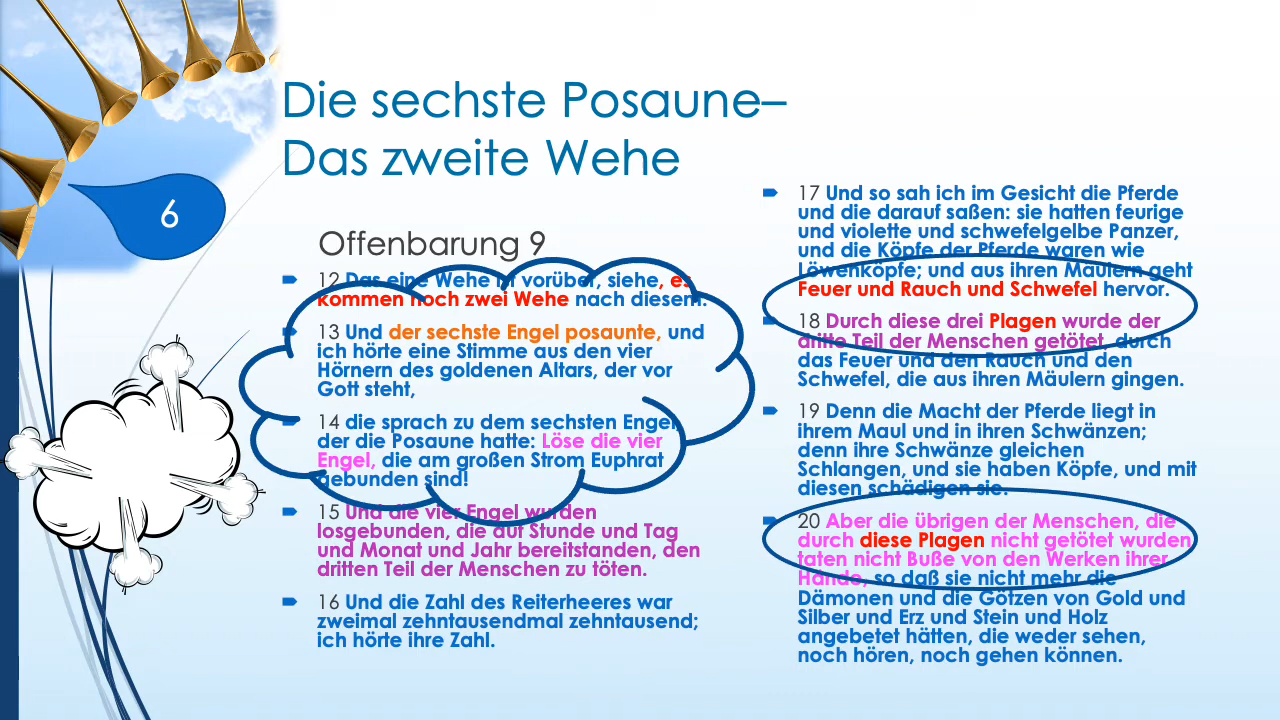 Die sechste Posaune–
Das zweite Wehe
6
Offenbarung 9
12 Das eine Wehe ist vorüber, siehe, es
kommen noch zwei Wehe nach diesem.
13 Und der sechste Engel posaunte, und
ich hörte eine Stimme aus den vier
Hörnern des goldenen Altars, der vor
Gott steht,
14 die sprach zu dem sechsten Engel,
der die Posaune hatte: Löse die vier
Engel, die am großen Strom Euphrat
gebunden sind!
15 Und die vier Engel wurden
losgebunden, die auf Stunde und Tag
und Monat und Jahr bereitstanden, den
dritten Teil der Menschen zu töten.
16 Und die Zahl des Reiterheeres war
zweimal zehntausendmal zehntausend;
ich hörte ihre Zahl.
17 Und so sah ich im Gesicht die Pferde
und die darauf saßen: sie hatten feurige
und violette und schwefelgelbe Panzer,
und die Köpfe der Pferde waren wie
Löwenköpfe; und aus ihren Mäulern geht
Feuer und Rauch und Schwefel hervor.
18 Durch diese drei Plagen wurde der
dritte Teil der Menschen getötet, durch
das Feuer und den Rauch und den
Schwefel, die aus ihren Mäulern gingen.
19 Denn die Macht der Pferde liegt in
ihrem Maul und in ihren Schwänzen;
denn ihre Schwänze gleichen
Schlangen, und sie haben Köpfe, und mit
diesen schädigen sie.
20 Aber die übrigen der Menschen, die
durch diese Plagen nicht getötet wurden,
taten nicht Buße von den Werken ihrer
Hände, so daß sie nicht mehr die
Dämonen und die Götzen von Gold und
Silber und Erz und Stein und Holz
angebetet hätten, die weder sehen,
noch hören, noch gehen können.